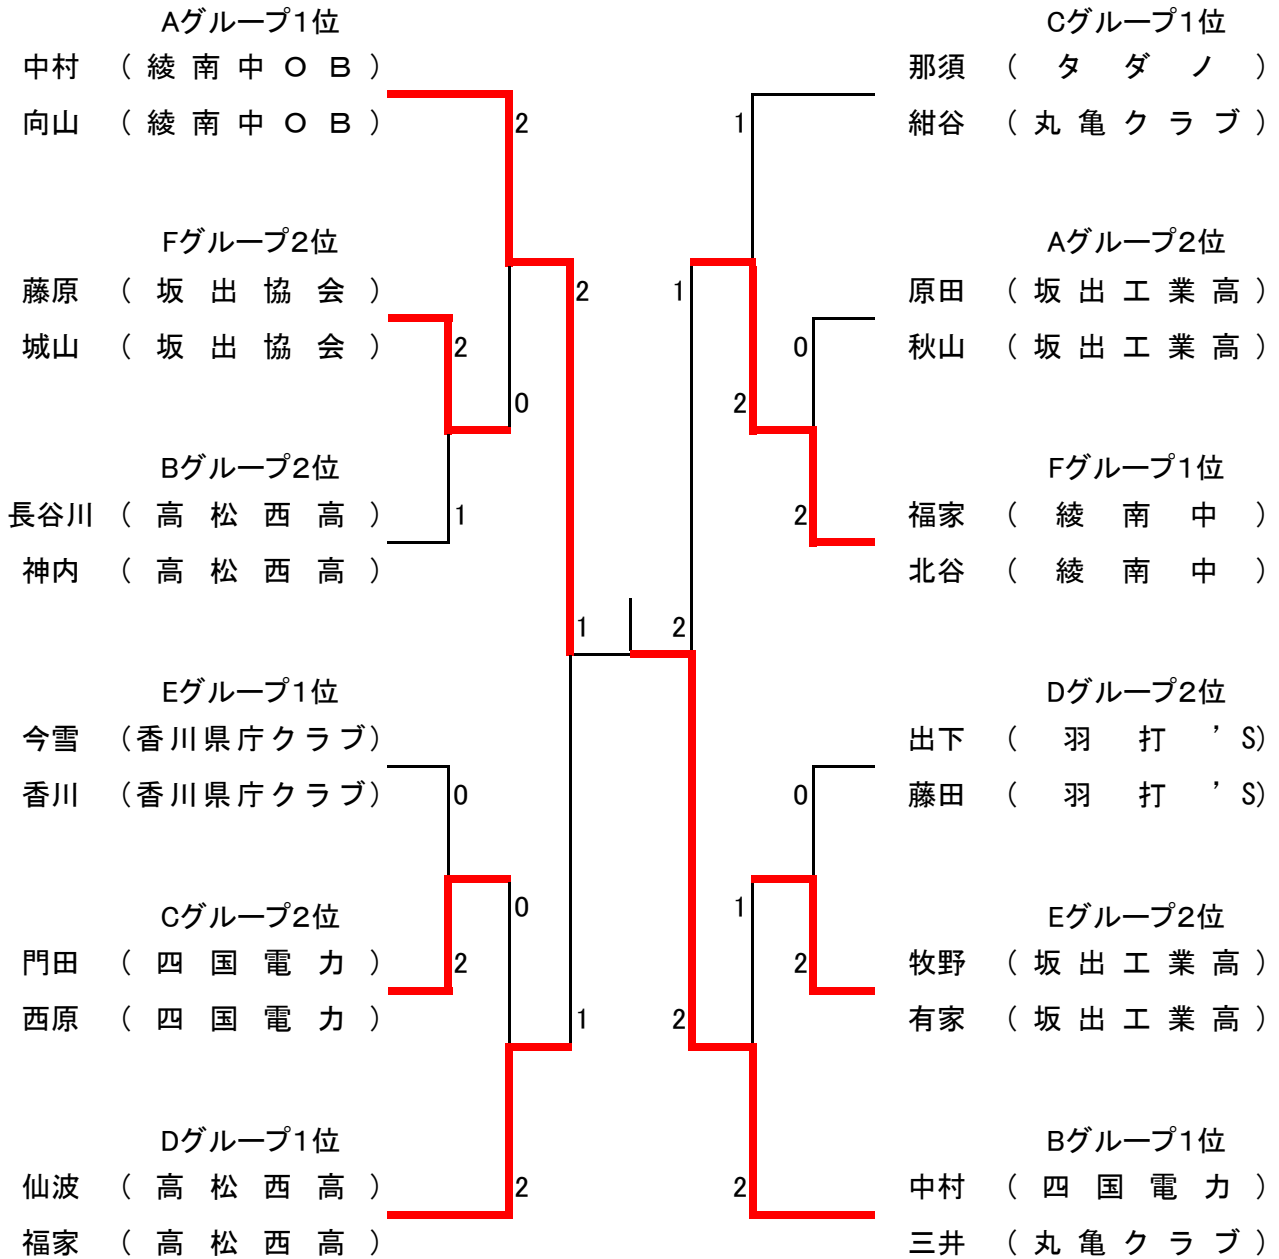 Aグループ1位
中村 (綾南中OB)
向山 (綾南中OB)
2
Fグループ2位
藤原 (坂出協会)
城山 (坂出協会)
2
2
0
Bグループ2位
長谷川 (高松西高)
神内 (高松西高)
1
1
Eグループ1位
今雪 (香川県庁クラブ)
香川 (香川県庁クラブ)
0
0
Cグループ2位
門田 (四国電力)
西原 (四国電力)
2
1
Dグループ1位
仙波 (高松西高)
福家 (高松西高)
2
Cグループ1位
那須 (タダノ)
紺谷 (丸亀クラブ)
1
Aグループ2位
原田 (坂出工業高)
秋山 (坂出工業高)
1
0
2
Fグループ1位
福家 (綾南中)
北谷 (綾南中)
2
2
Dグループ2位
出下 (羽打’S)
藤田 (羽打’S)
0
1
Eグループ2位
牧野 (坂出工業高)
有家 (坂出工業高)
2
2
Bグループ1位
中村 (四国電力)
三井 (丸亀クラブ)
2